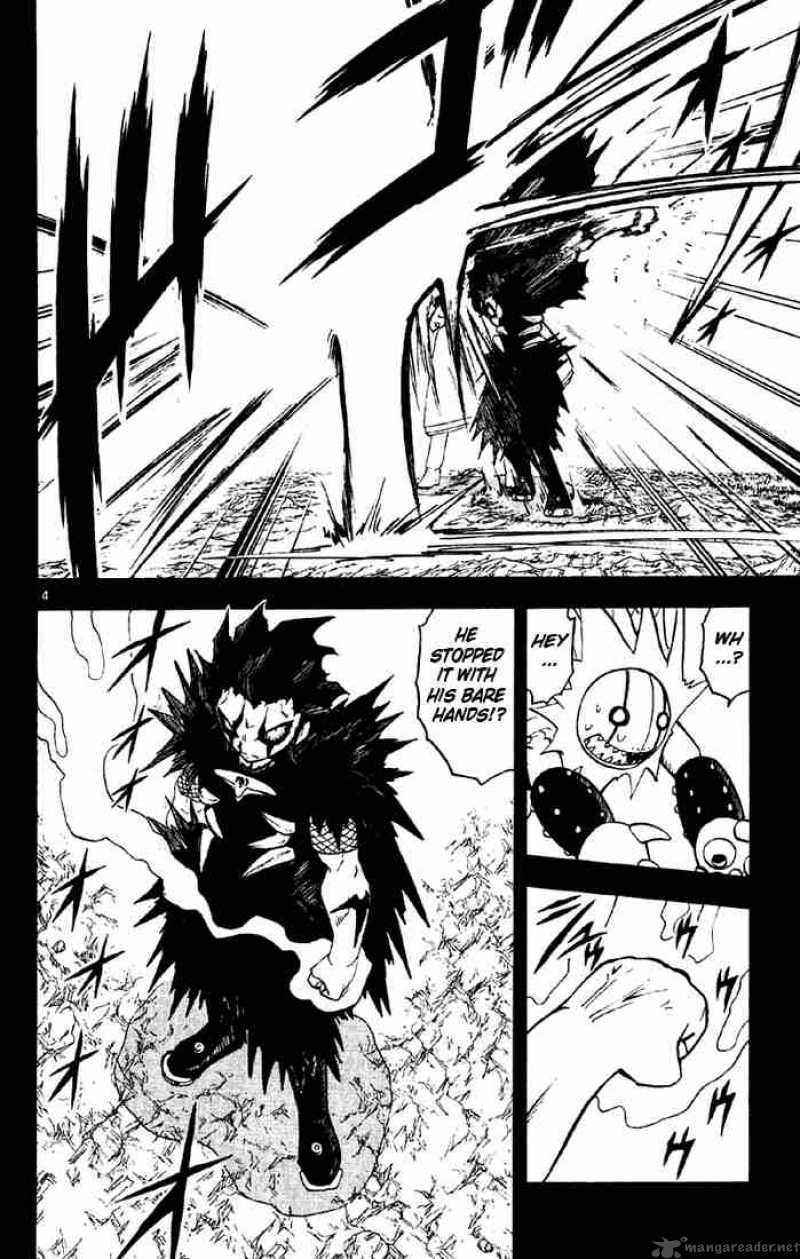 4
WH
...?
HEY
...
HE
STOPPED
IT WITH
HIS BARE
HANDS!?
mangareader.net